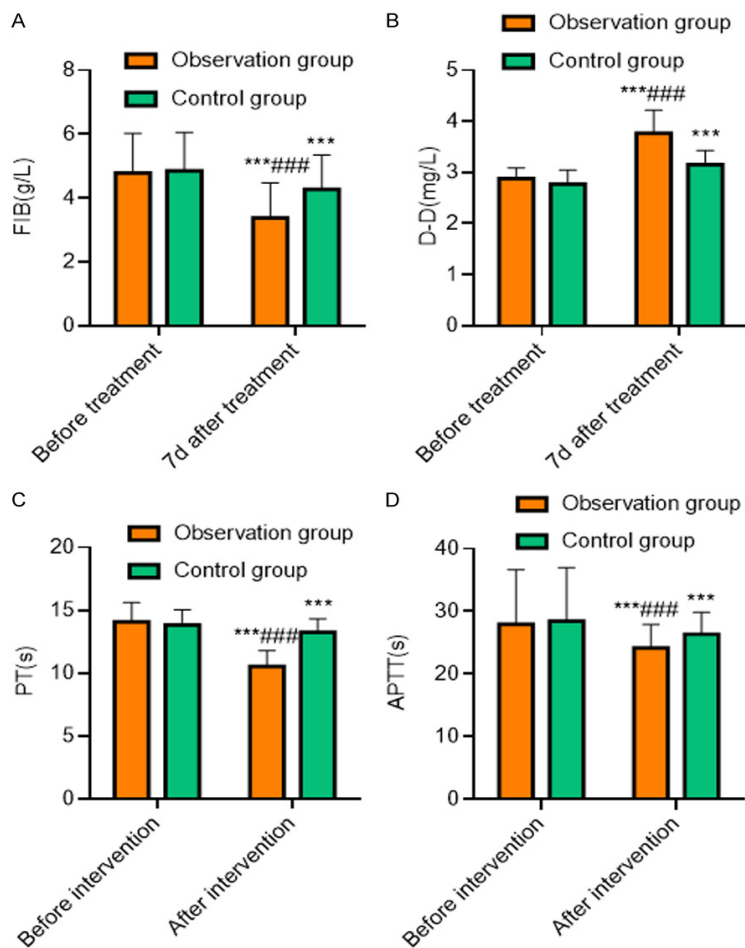 A
Observation group
Control group
FIB(g/L)
8
6
4
2
0
***###
***
Before treatment
7d after treatment
B
Observation group
Control group
D-D(mg/L)
5
4
3
2
1
0
***###
***
Before treatment
7d after treatment
C
Observation group
Control group
PT(s)
20
15
10
5
0
***###
***
Before intervention
After intervention
D
Observation group
Control group
APTT(s)
40
30
20
10
0
***###
***
Before intervention
After intervention